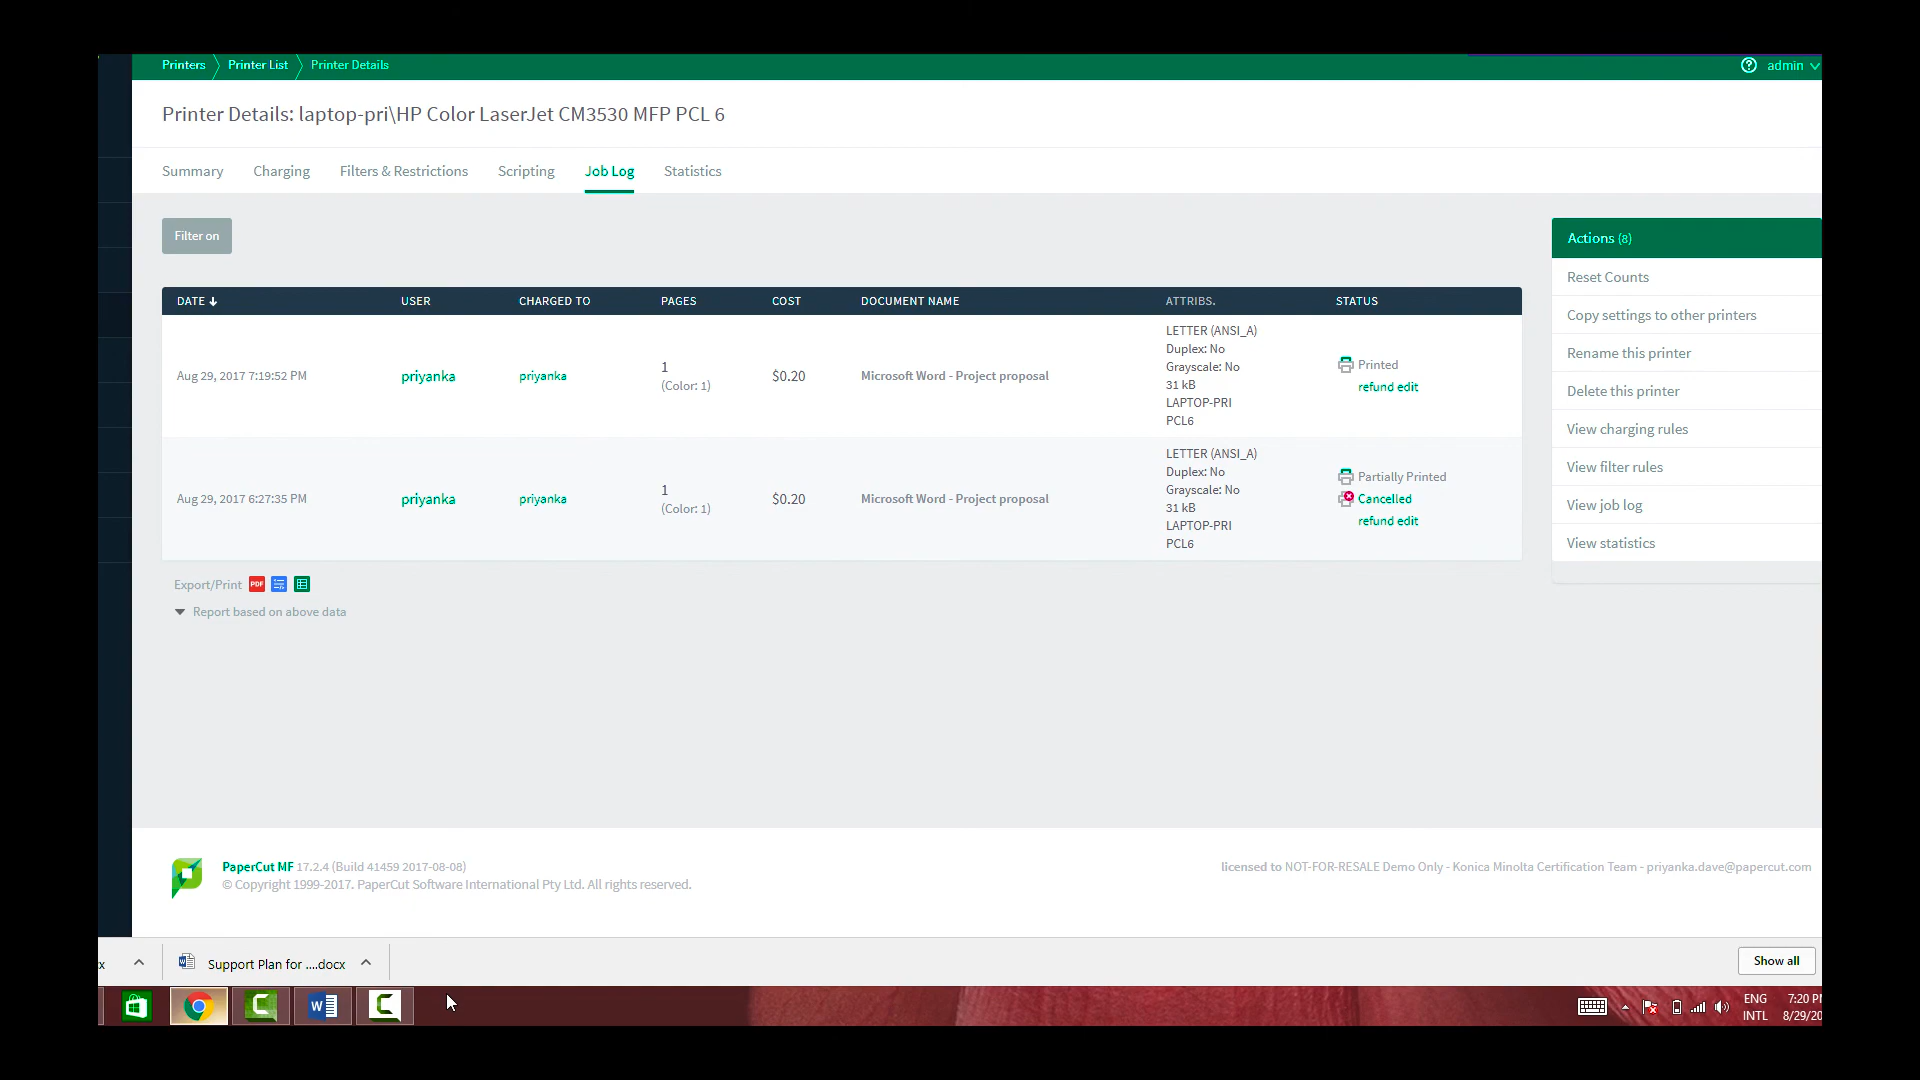 Printers Printer List Printer Details
admin
Printer Details: laptop-pri\HP Color LaserJet CM3530 MFP PCL 6
Summary Charging Filters & Restrictions Scripting Job Log Statistics
Filter on
DATE USER CHARGED TO PAGES COST DOCUMENT NAME ATTRIBS. STATUS
Aug 29, 2017 7:19:52 PM priyanka priyanka 1 (Color: 1) $0.20 Microsoft Word - Project proposal
LETTER (ANSI_A)
Duplex: No
Grayscale: No
31 kB
LAPTOP-PRI
PCL6
Printed
refund edit
Aug 29, 2017 6:27:35 PM priyanka priyanka 1 (Color: 1) $0.20 Microsoft Word - Project proposal
LETTER (ANSI_A)
Duplex: No
Grayscale: No
31 kB
LAPTOP-PRI
PCL6
Partially Printed
Cancelled
refund edit
Export/Print PDF
Report based on above data
Actions (8)
Reset Counts
Copy settings to other printers
Rename this printer
Delete this printer
View charging rules
View filter rules
View job log
View statistics
PaperCut MF 17.2.4 (Build 41459 2017-08-08)
© Copyright 1999-2017. PaperCut Software International Pty Ltd. All rights reserved.
licensed to NOT-FOR-RESALE Demo Only - Konica Minolta Certification Team - priyanka.dave@papercut.com
x Support Plan for ....docx
Show all
ENG 7:20
INTL 8/29/20